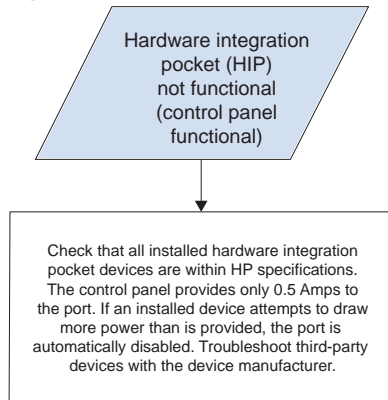 Hardware integration
pocket (HIP)
not functional
(control panel
functional)
Check that all installed hardware integration
pocket devices are within HP specifications.
The control panel provides only 0.5 Amps to
the port. If an installed device attempts to draw
more power than is provided, the port is
automatically disabled. Troubleshoot third-party
devices with the device manufacturer.